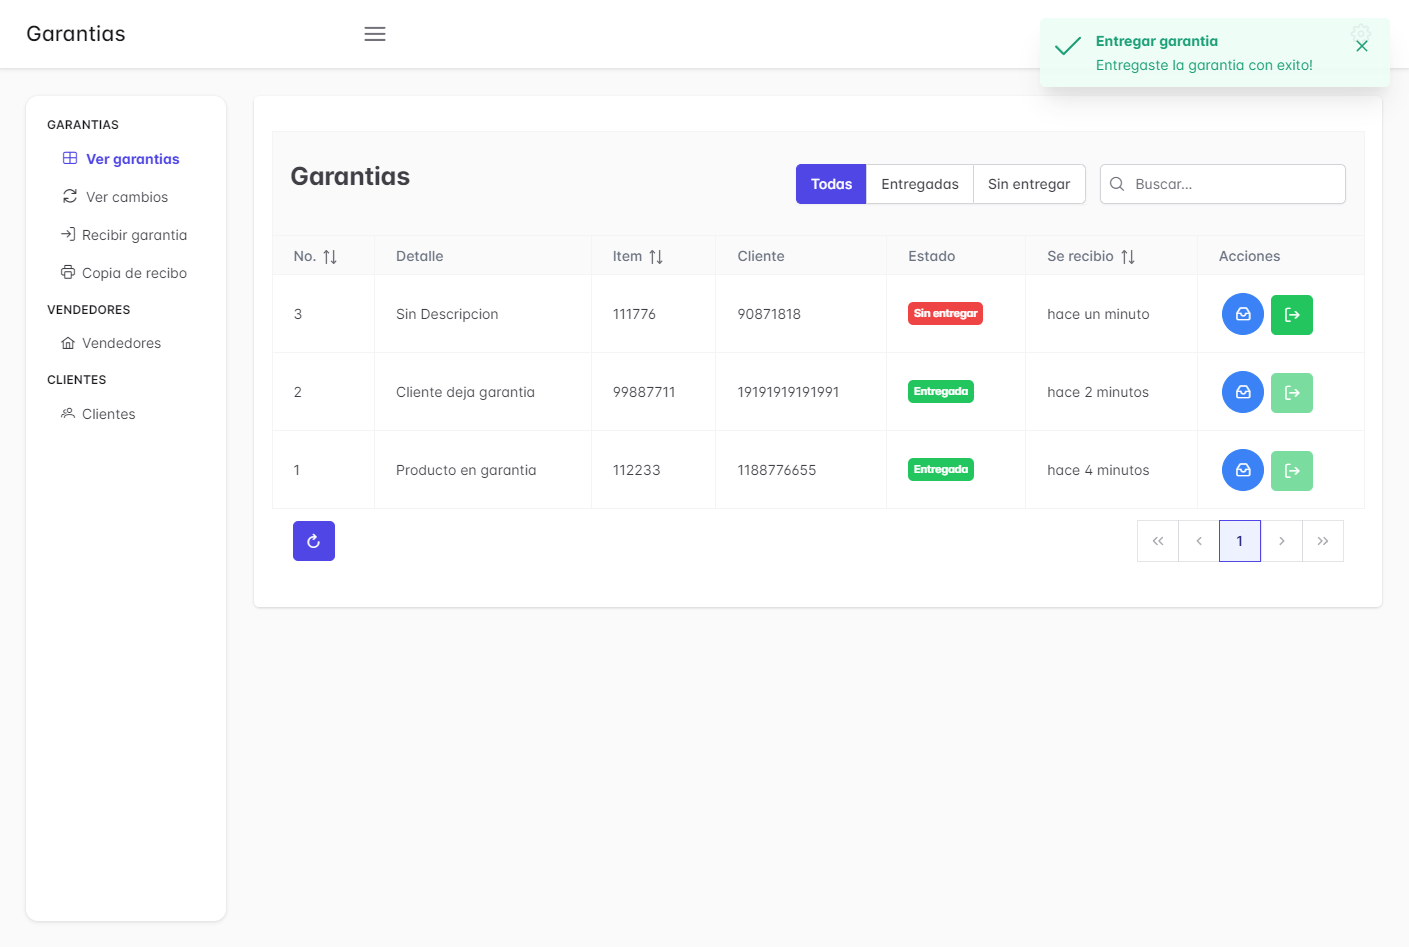 Garantias
Entregar garantia
Entregaste la garantia con exito!
GARANTIAS
Ver garantias
Ver cambios
Recibir garantia
Copia de recibo
VENDEDORES
Vendedores
CLIENTES
Clientes
Garantias
Todas Entregadas Sin entregar Buscar...
No. Detalle Item Cliente Estado Se recibio Acciones
3 Sin Descripcion 111776 90871818 Sin entregar hace un minuto
2 Cliente deja garantia 99887711 19191919191991 Entregada hace 2 minutos
1 Producto en garantia 112233 1188776655 Entregada hace 4 minutos
1